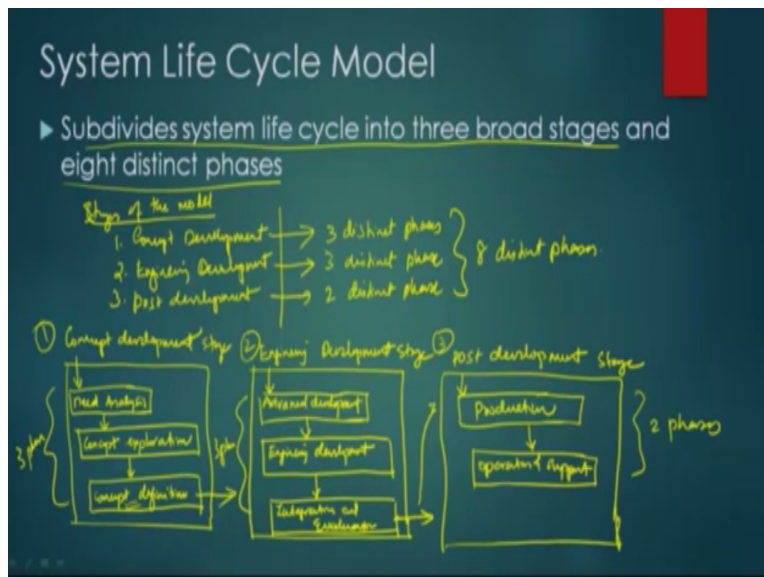 System Life Cycle Model
Subdivides system life cycle into three broad stages and
eight distinct phases
Stages of the model
1. Concept Development → 3 distinct phases
2. Engineering Development → 3 distinct phase
3. post development → 2 distinct phase
8 distinct phases.
① Concept development stage
② Engineering Development stage
③ post development stage
Need Analysis
Concept exploration
Concept definition
3 phases
Advanced development
Engineering development
Integration and
Evaluation
3 phases
Production
operation & support
2 phases